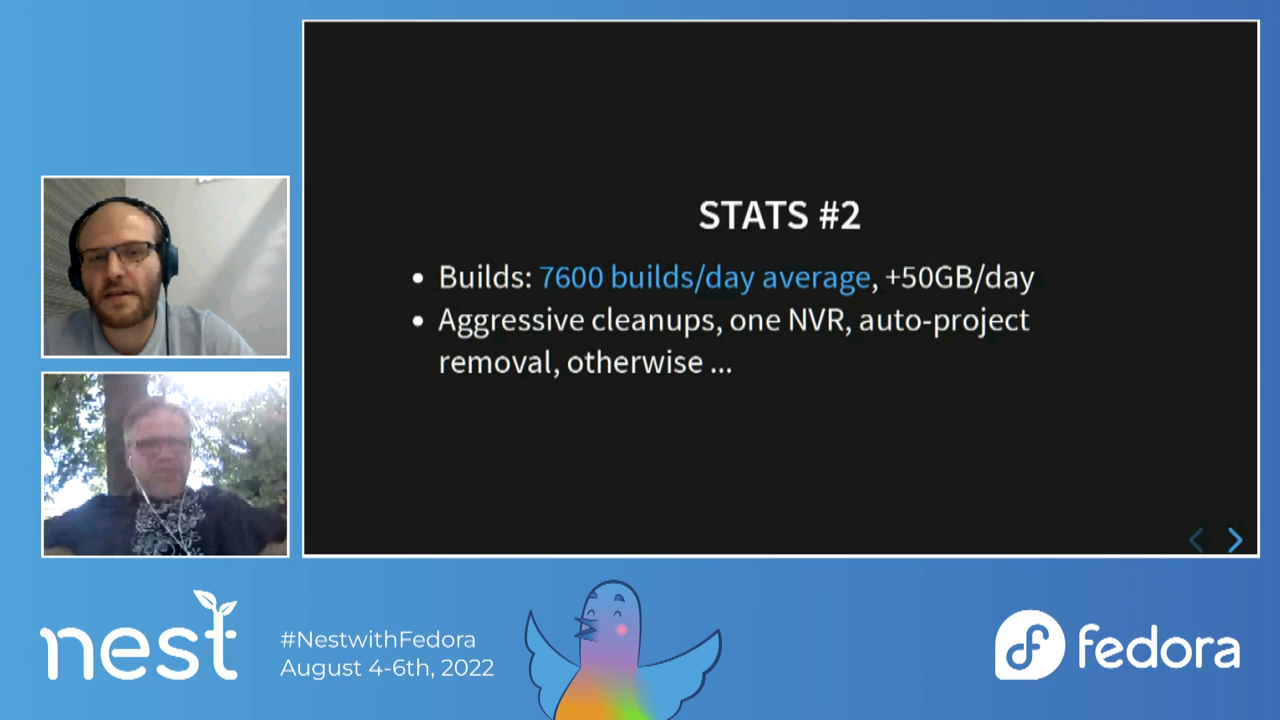 STATS #2
• Builds: 7600 builds/day average, +50GB/day
• Aggressive cleanups, one NVR, auto-project
removal, otherwise ...
nest
#NestwithFedora
August 4-6th, 2022
fedora